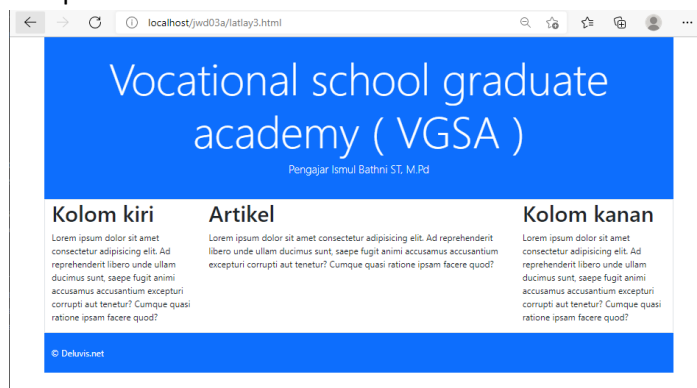 localhost/jwd03a/latlay3.html
Vocational school graduate
academy ( VGSA )
Pengajar Ismul Bathni ST, M.Pd
Kolom kiri
Lorem ipsum dolor sit amet
consectetur adipisicing elit. Ad
reprehenderit libero unde ullam
ducimus sunt, saepe fugit animi
accusamus accusantium excepturi
corrupti aut tenetur? Cumque quasi
ratione ipsam facere quod?
Artikel
Lorem ipsum dolor sit amet consectetur adipisicing elit. Ad reprehenderit
libero unde ullam ducimus sunt, saepe fugit animi accusamus accusantium
excepturi corrupti aut tenetur? Cumque quasi ratione ipsam facere quod?
Kolom kanan
Lorem ipsum dolor sit amet
consectetur adipisicing elit. Ad
reprehenderit libero unde ullam
ducimus sunt, saepe fugit animi
accusamus accusantium excepturi
corrupti aut tenetur? Cumque quasi
ratione ipsam facere quod?
© Deluvis.net